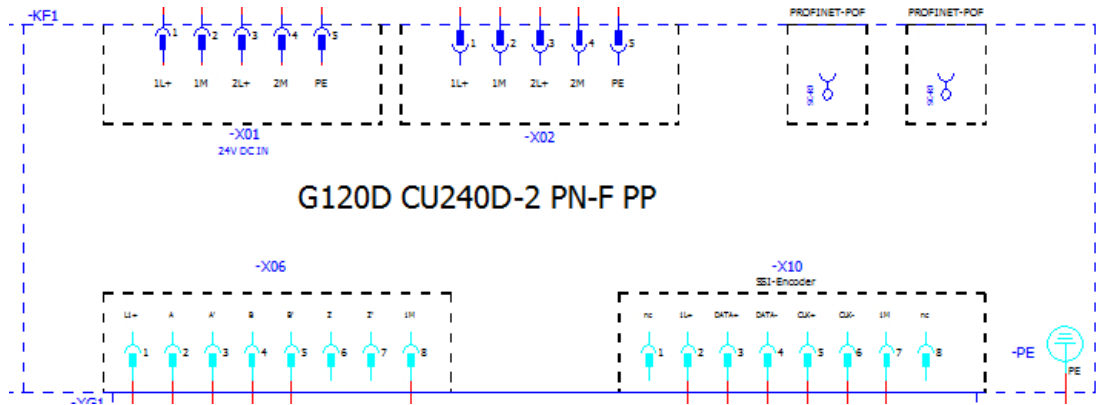 -KF1
PROFINET-POF PROFINET-POF
1 2 3 4 5 1 2 3 4 5
1L+ 1M 2L+ 2M PE 1L+ 1M 2L+ 2M PE
-X01 -X02
24V DC IN
G120D CU240D-2 PN-F PP
-X06 -X10
SSI-Encoder
L1+ A A' B B' Z Z' 1M nc 1L+ DATA+ DATA- CLK+ CLK- 1M nc
1 2 3 4 5 6 7 8 1 2 3 4 5 6 7 8
-PE
PE
-XG1